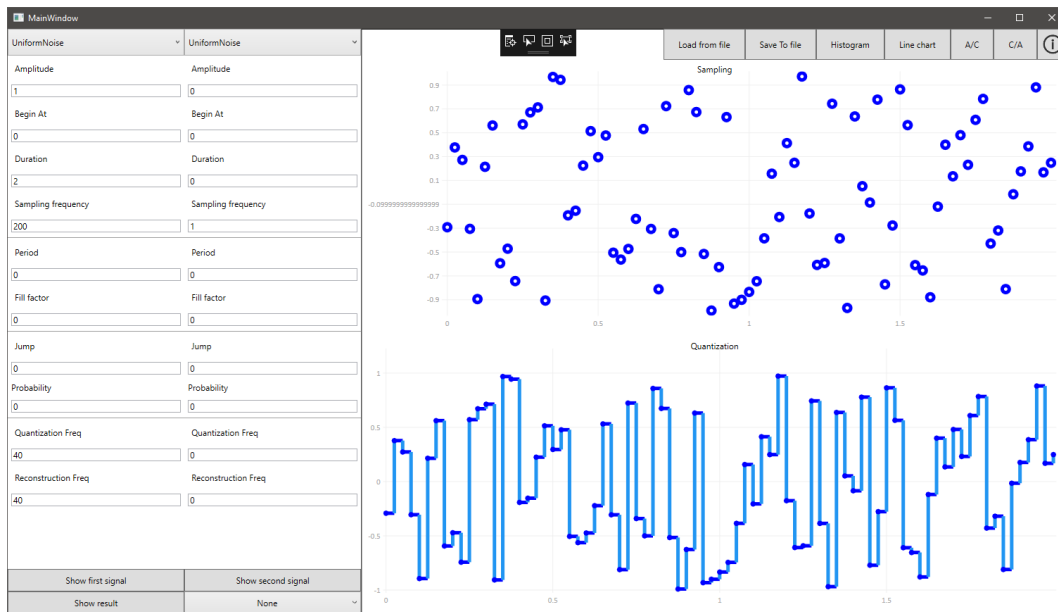 MainWindow
UniformNoise UniformNoise
Load from file Save To file Histogram Line chart A/C C/A i
Amplitude Amplitude
1 0
Begin At Begin At
0 0
Duration Duration
2 0
Sampling frequency Sampling frequency
200 1
Period Period
0 0
Fill factor Fill factor
0 0
Jump Jump
0 0
Probability Probability
0 0
Quantization Freq Quantization Freq
40 0
Reconstruction Freq Reconstruction Freq
40 0
Show first signal Show second signal
Show result None
Sampling
0.9
0.7
0.5
0.3
0.1
-0.0999999999999999
-0.3
-0.5
-0.7
-0.9
0 0.5 1 1.5
Quantization
1
0.5
0
-0.5
-1
0 0.5 1 1.5